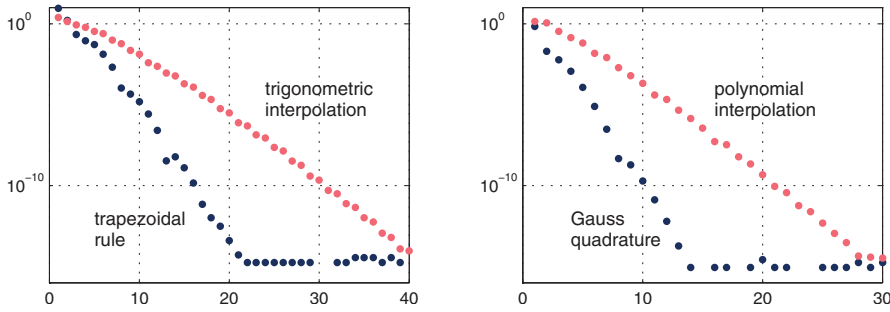 10^0
trigonometric
interpolation
10^-10
trapezoidal
rule
0 10 20 30 40
10^0
polynomial
interpolation
10^-10
Gauss
quadrature
0 10 20 30